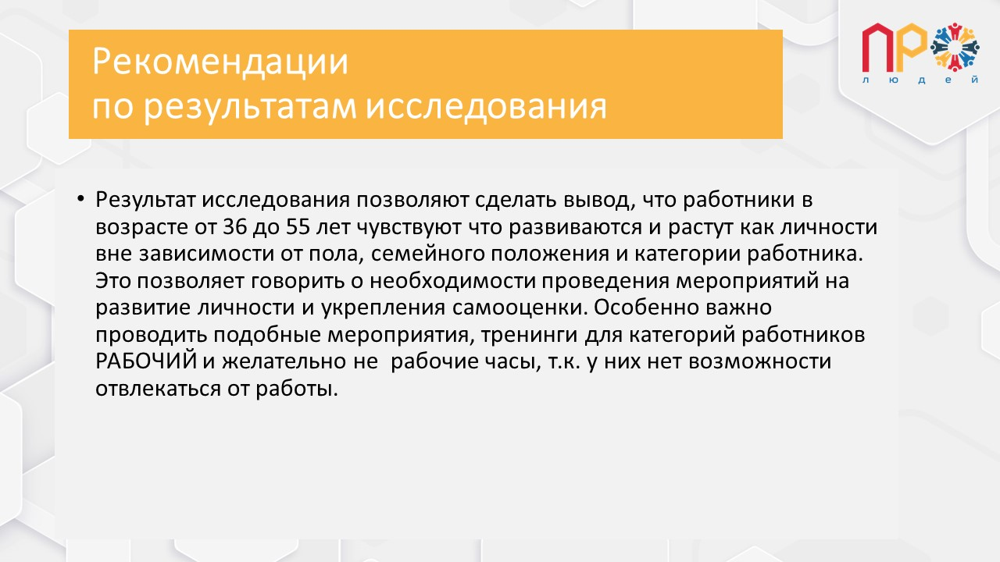 Рекомендации
по результатам исследования
ПРО
людей
• Результат исследования позволяют сделать вывод, что работники в
возрасте от 36 до 55 лет чувствуют что развиваются и растут как личности
вне зависимости от пола, семейного положения и категории работника.
Это позволяет говорить о необходимости проведения мероприятий на
развитие личности и укрепления самооценки. Особенно важно
проводить подобные мероприятия, тренинги для категорий работников
РАБОЧИЙ и желательно не  рабочие часы, т.к. у них нет возможности
отвлекаться от работы.